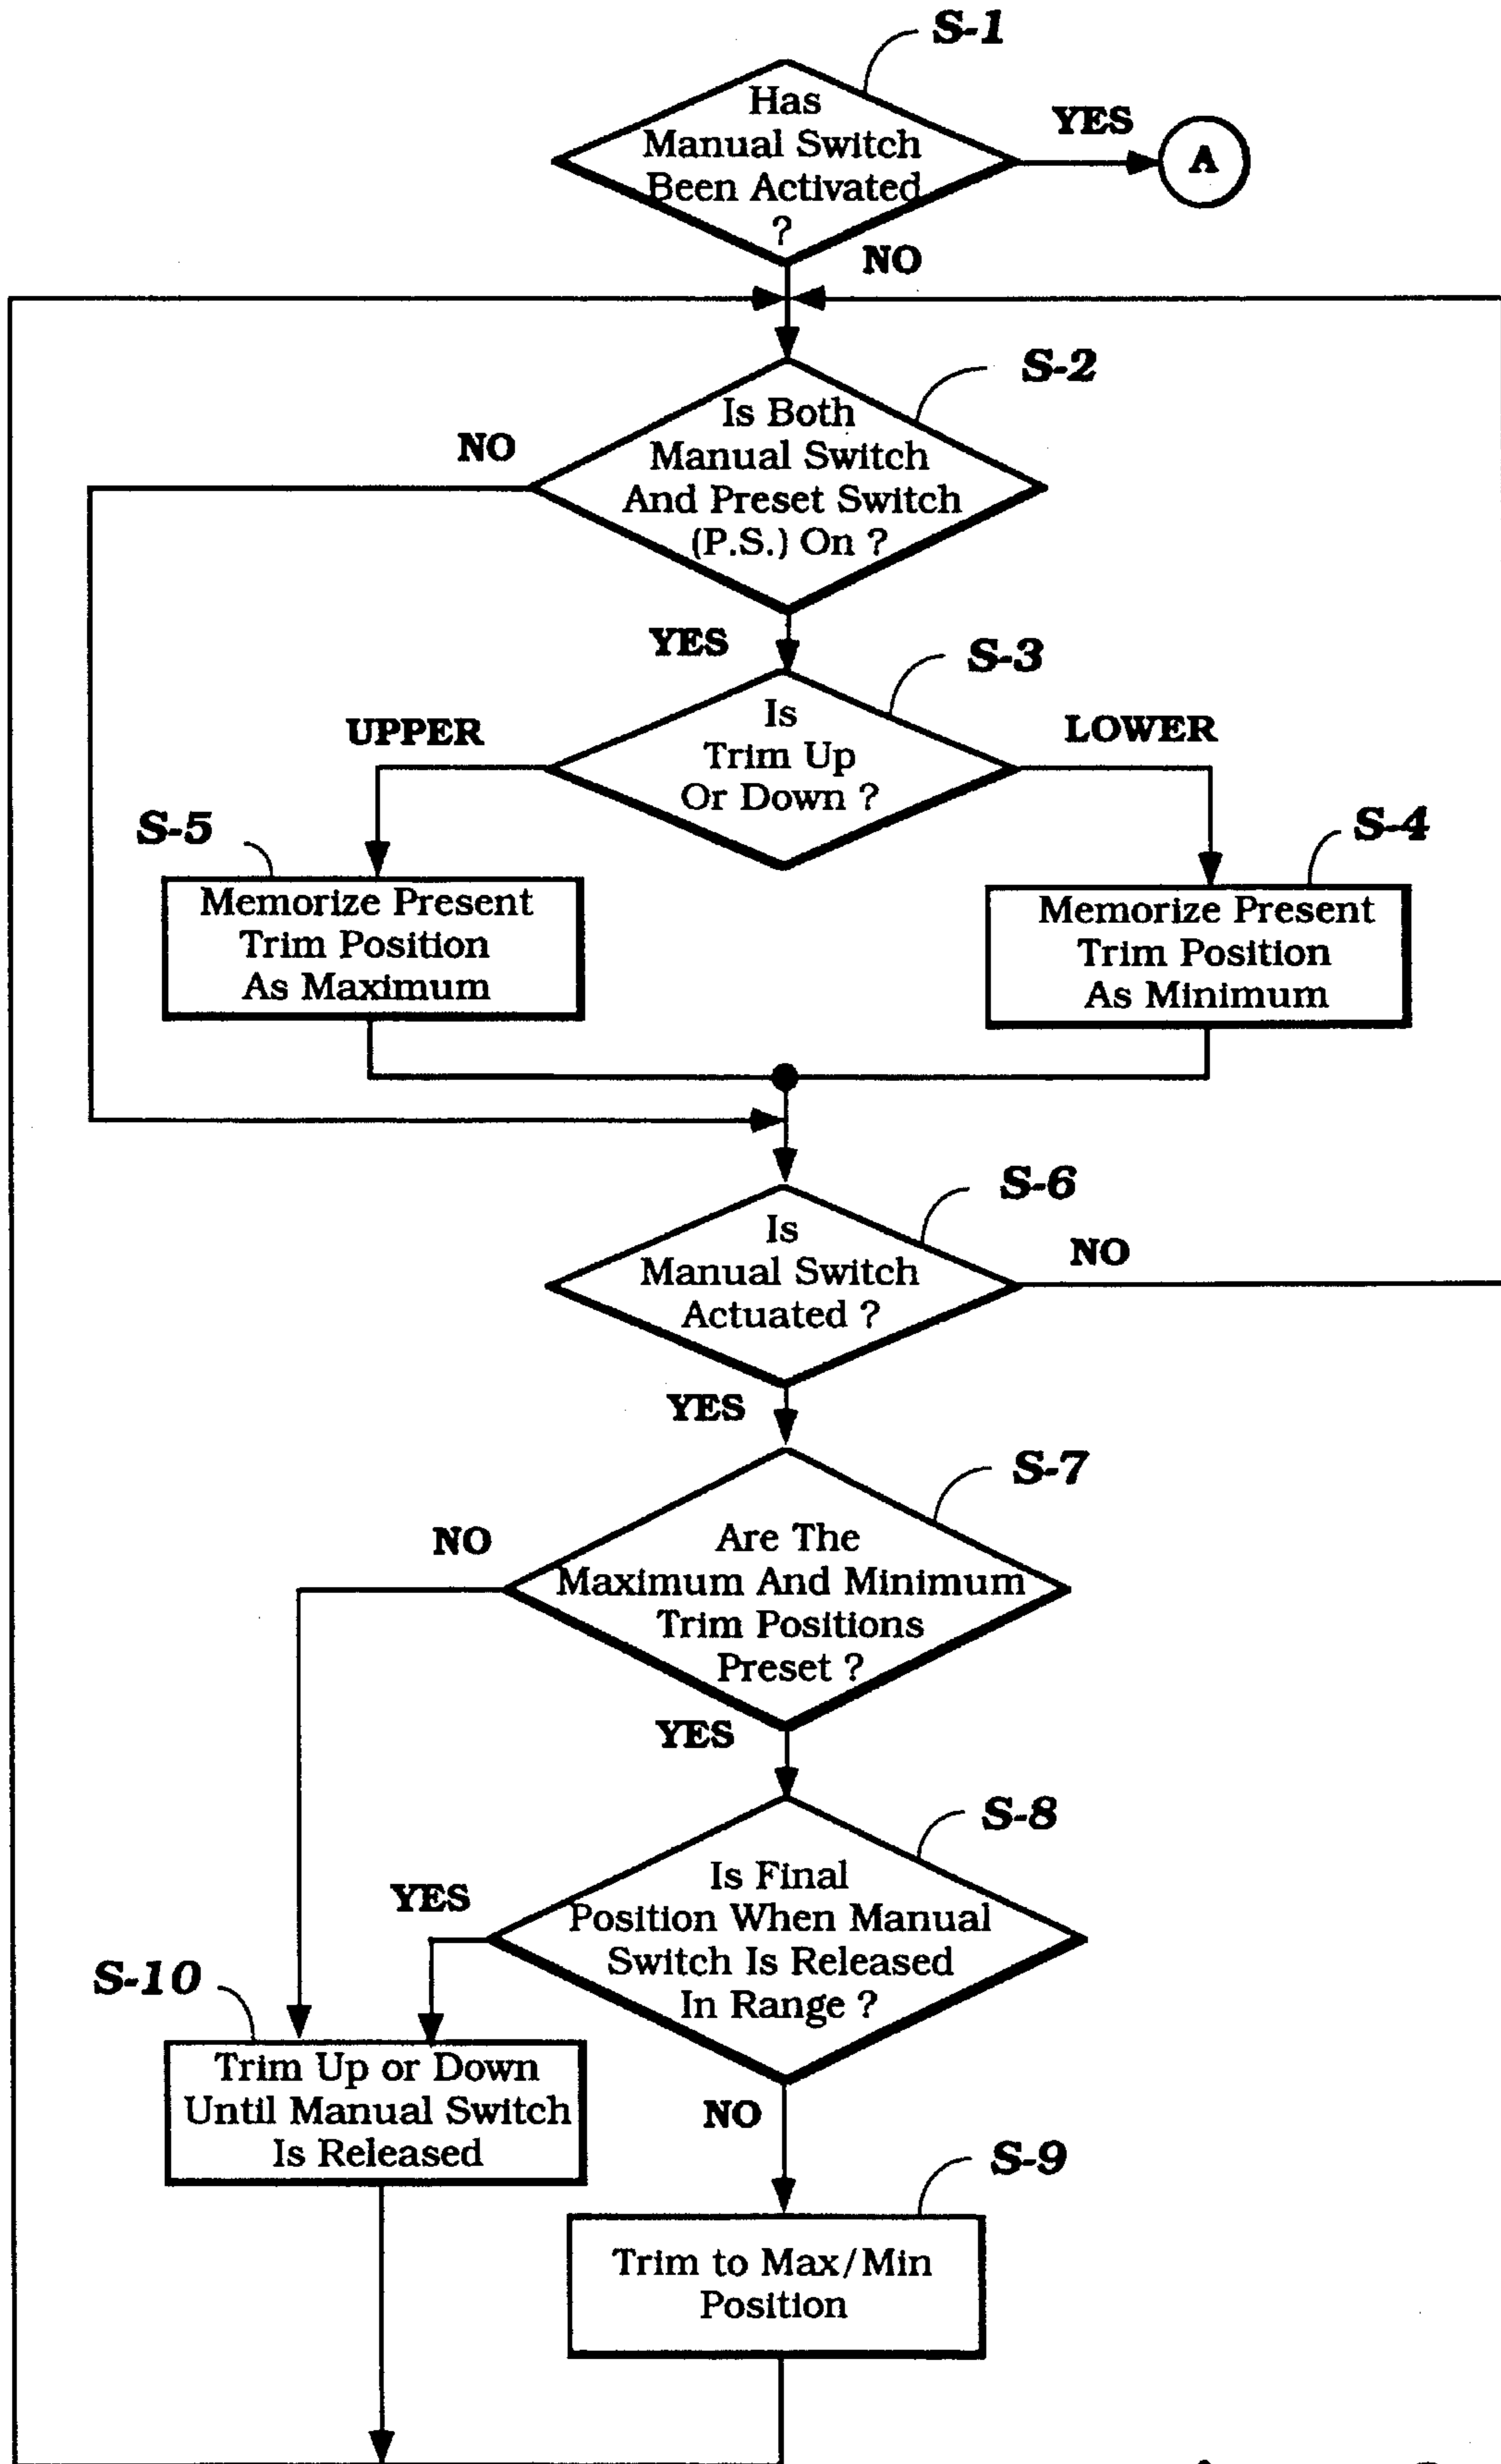 S-1
Has
Manual Switch
Been Activated
?
YES
A
NO
S-2
Is Both
Manual Switch
And Preset Switch
(P.S.) On ?
NO
YES
S-3
Is
Trim Up
Or Down ?
UPPER
LOWER
S-5
Memorize Present
Trim Position
As Maximum
S-4
Memorize Present
Trim Position
As Minimum
S-6
Is
Manual Switch
Actuated ?
NO
YES
S-7
Are The
Maximum And Minimum
Trim Positions
Preset ?
NO
YES
S-8
Is Final
Position When Manual
Switch Is Released
In Range ?
YES
NO
S-10
Trim Up or Down
Until Manual Switch
Is Released
S-9
Trim to Max/Min
Position